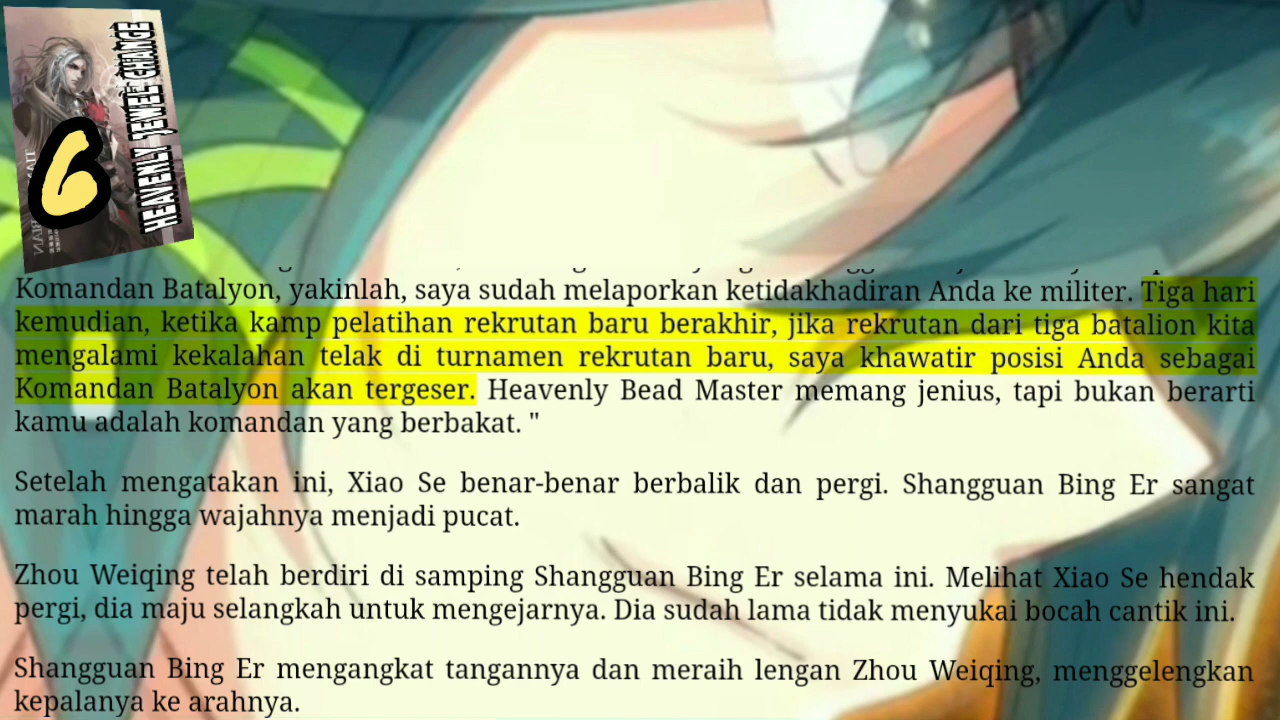 HEAVENLY JEWEL CHANGE
6
Komandan Batalyon, yakinlah, saya sudah melaporkan ketidakhadiran Anda ke militer. Tiga hari
kemudian, ketika kamp pelatihan rekrutan baru berakhir, jika rekrutan dari tiga batalion kita
mengalami kekalahan telak di turnamen rekrutan baru, saya khawatir posisi Anda sebagai
Komandan Batalyon akan tergeser. Heavenly Bead Master memang jenius, tapi bukan berarti
kamu adalah komandan yang berbakat. "
Setelah mengatakan ini, Xiao Se benar-benar berbalik dan pergi. Shangguan Bing Er sangat
marah hingga wajahnya menjadi pucat.
Zhou Weiqing telah berdiri di samping Shangguan Bing Er selama ini. Melihat Xiao Se hendak
pergi, dia maju selangkah untuk mengejarnya. Dia sudah lama tidak menyukai bocah cantik ini.
Shangguan Bing Er mengangkat tangannya dan meraih lengan Zhou Weiqing, menggelengkan
kepalanya ke arahnya.